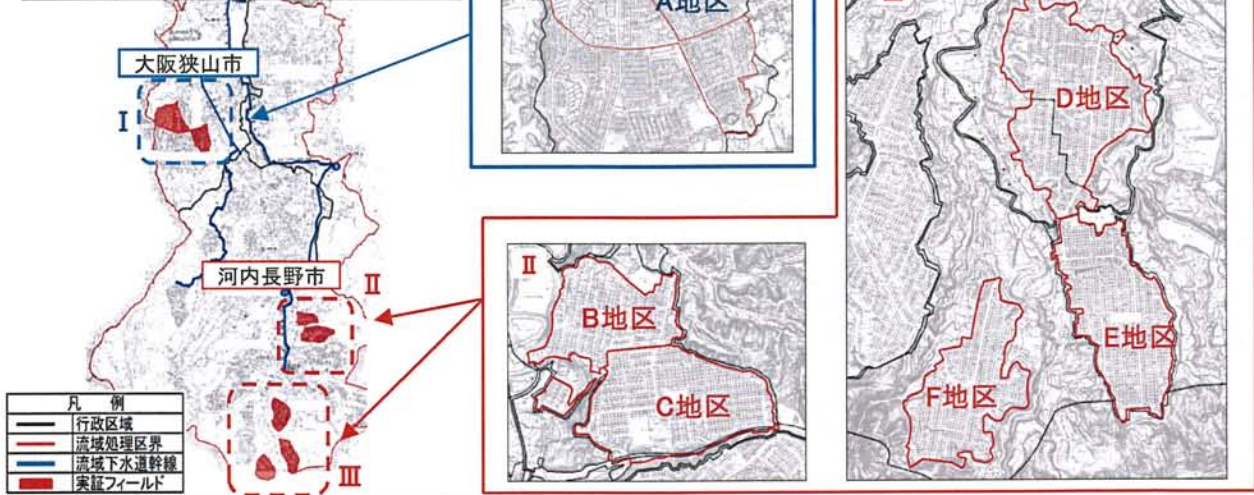 大阪狭山市
I
河内長野市
II
III
凡 例
行政区域
流域処理区界
流域下水道幹線
実証フィールド
A地区
II
B地区
C地区
D地区
E地区
F地区